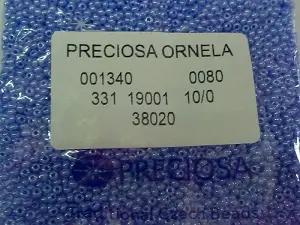 PRECIOSA ORNELA
001340 0080
331 19001 10/0
38020
PRECIOSA
Traditional Czech Beads